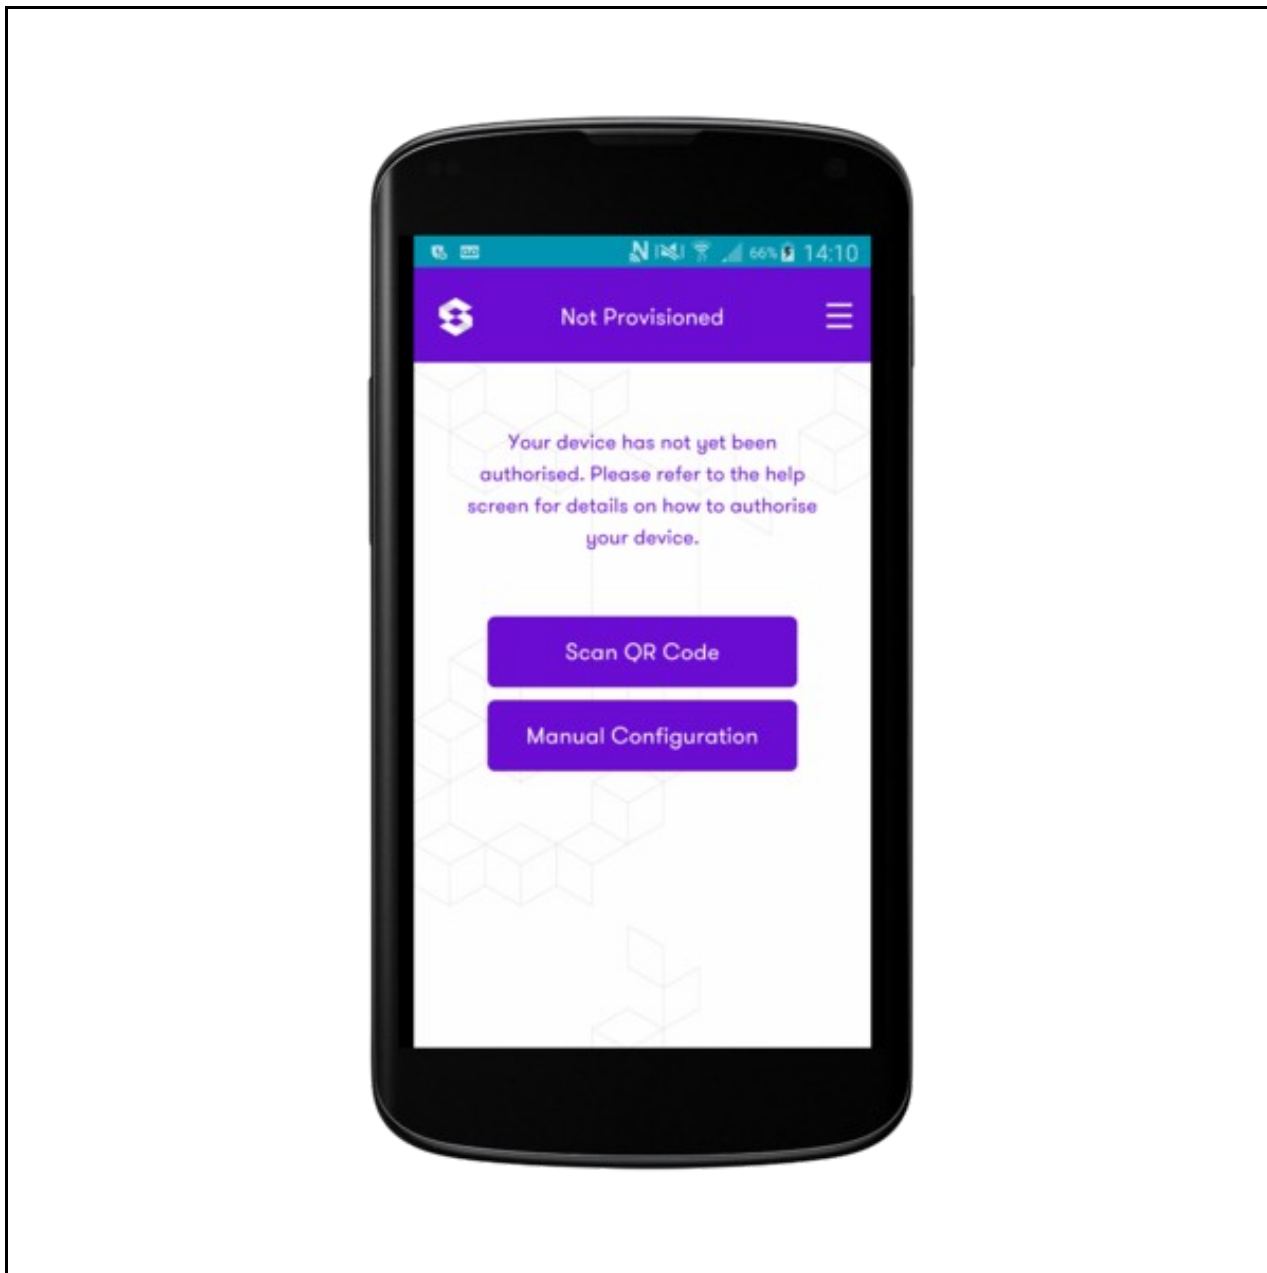 66% 14:10
Not Provisioned
Your device has not yet been
authorised. Please refer to the help
screen for details on how to authorise
your device.
Scan QR Code
Manual Configuration